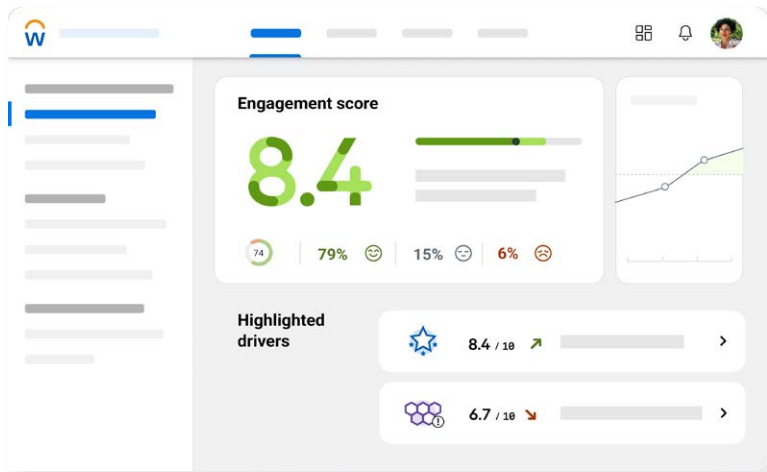 W
Engagement score
8.4
74
79%
15%
6%
Highlighted
drivers
8.4 / 10
6.7 / 10